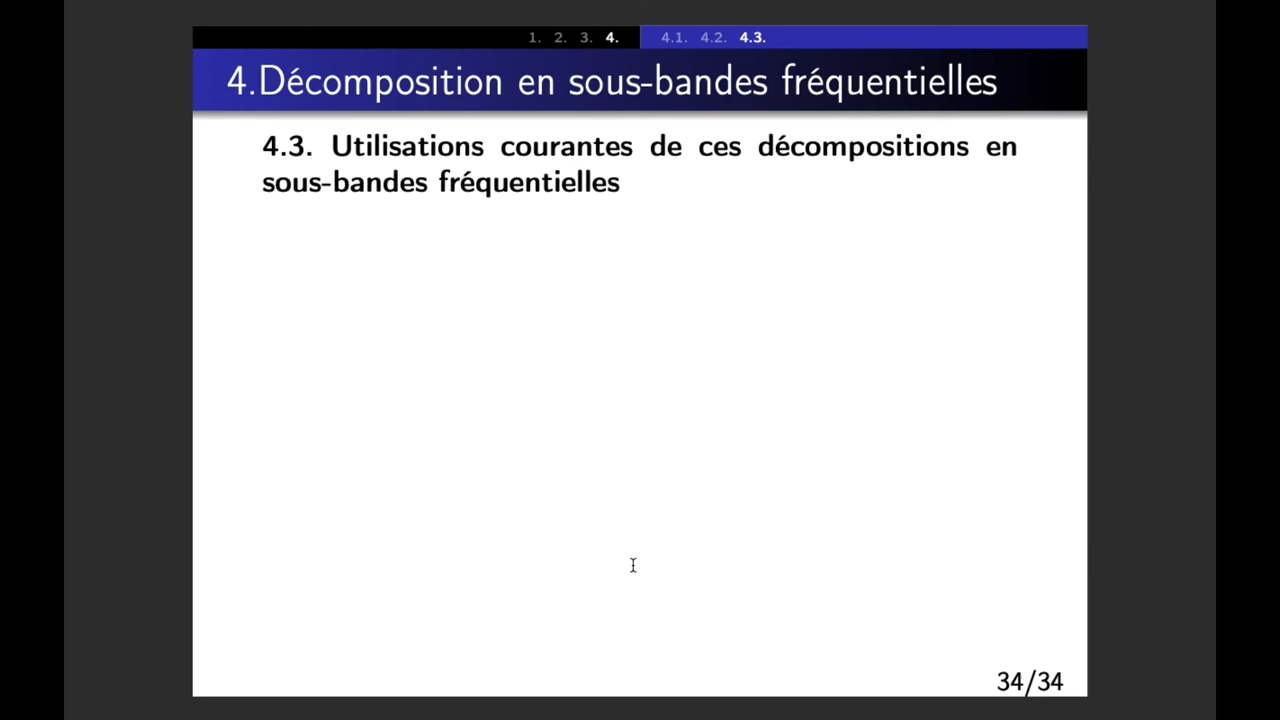 1. 2. 3. 4. 4.1. 4.2. 4.3.
4.Décomposition en sous-bandes fréquentielles
4.3. Utilisations courantes de ces décompositions en
sous-bandes fréquentielles
34/34